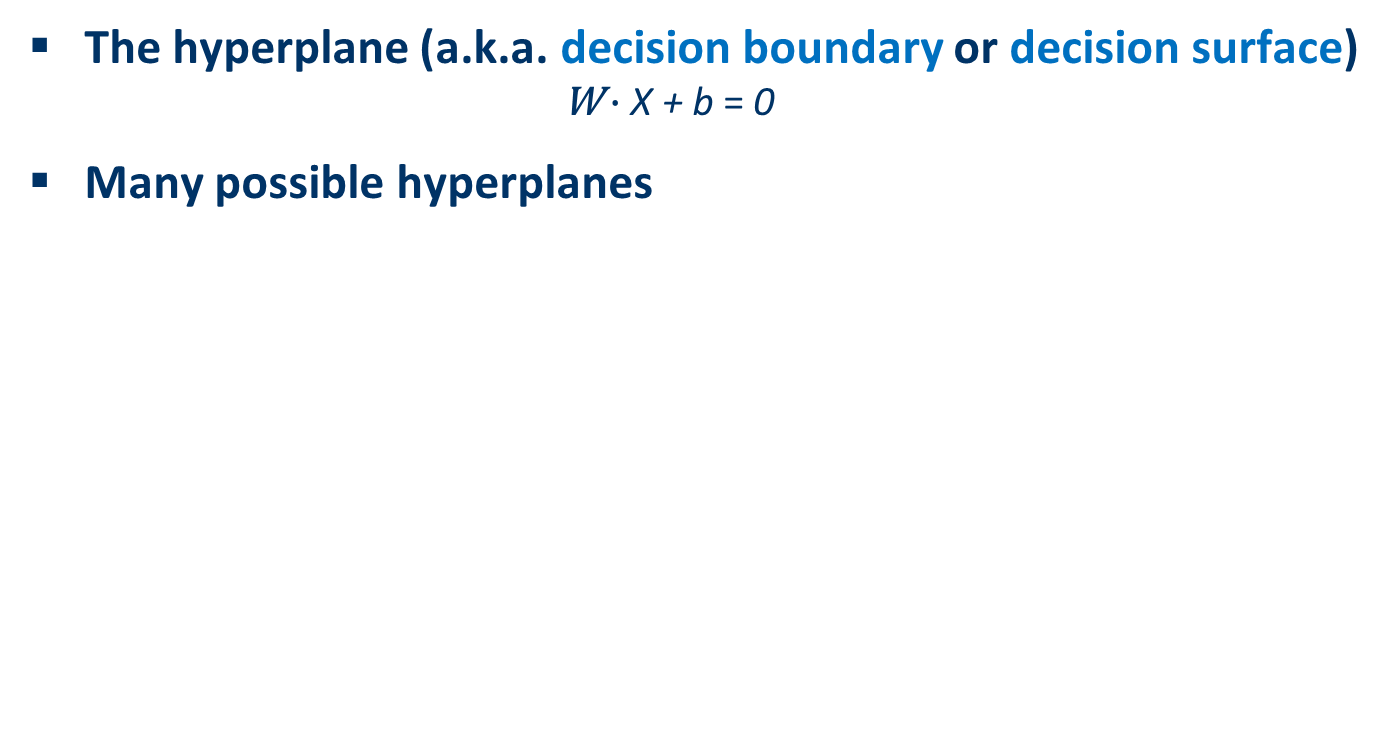 ▪ The hyperplane (a.k.a. decision boundary or decision surface)
W · X + b = 0
▪ Many possible hyperplanes